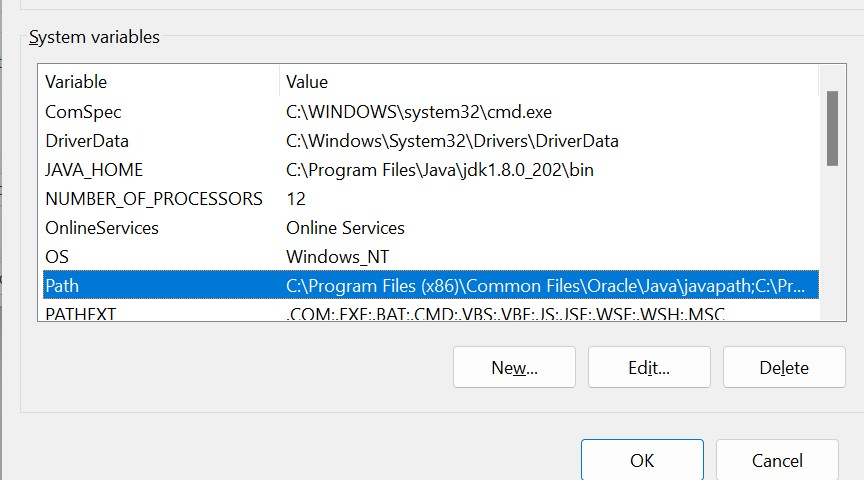 System variables
Variable Value
ComSpec C:\WINDOWS\system32\cmd.exe
DriverData C:\Windows\System32\Drivers\DriverData
JAVA_HOME C:\Program Files\Java\jdk1.8.0_202\bin
NUMBER_OF_PROCESSORS 12
OnlineServices Online Services
OS Windows_NT
Path C:\Program Files (x86)\Common Files\Oracle\Java\javapath;C:\Pr...
PATHEXT .COM;.EXE;.BAT;.CMD;.VBS;.VBE;.JS;.JSE;.WSF;.WSH;.MSC
New... Edit... Delete
OK Cancel